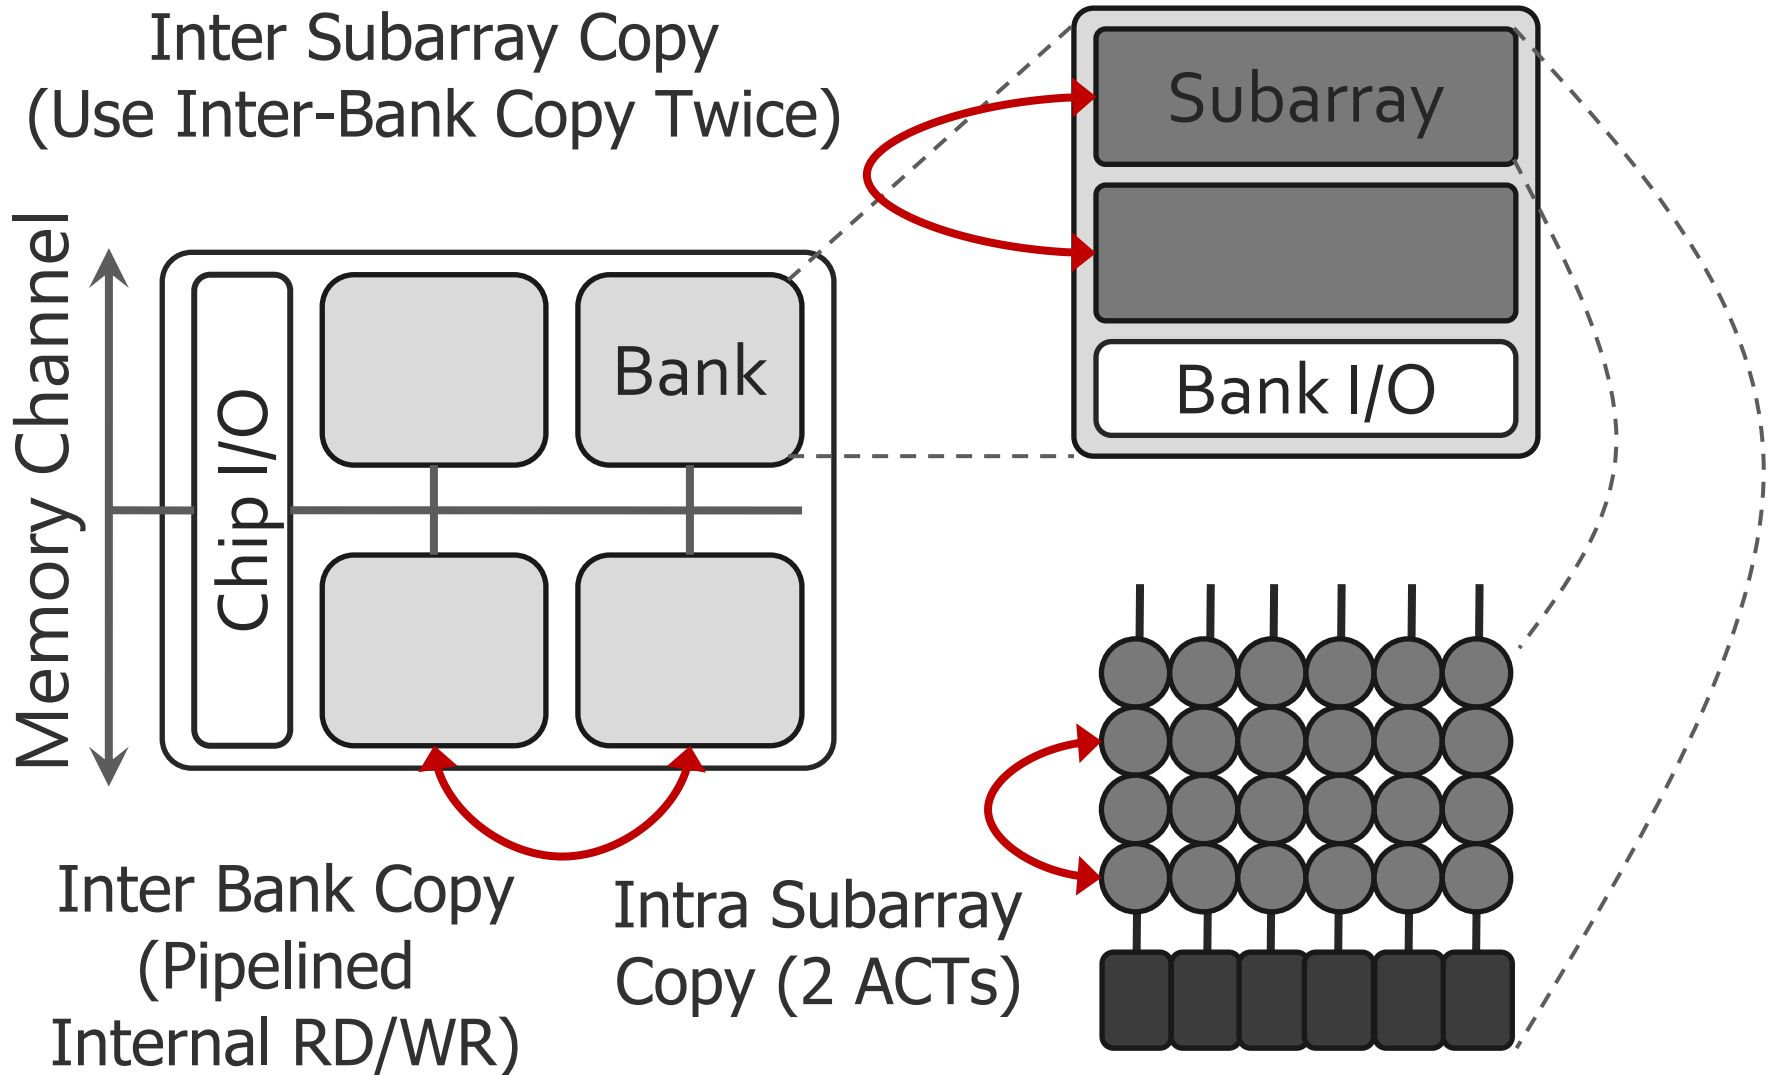 Inter Subarray Copy
(Use Inter-Bank Copy Twice)
Subarray
Bank I/O
Memory Channel
Chip I/O
Bank
Inter Bank Copy
(Pipelined
Internal RD/WR)
Intra Subarray
Copy (2 ACTs)